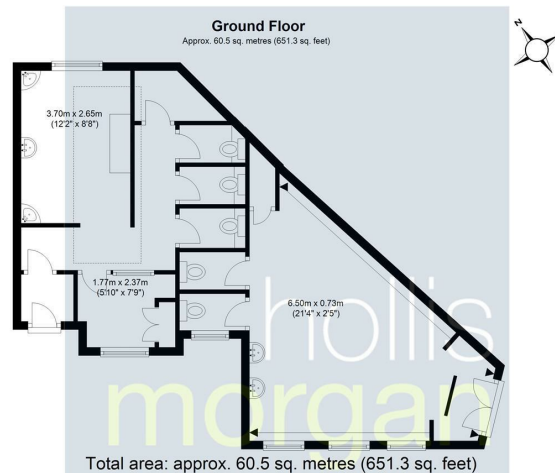 Ground Floor
Approx. 60.5 sq. metres (651.3 sq. feet)
N
3.70m x 2.65m
(12'2" x 8'8")
1.77m x 2.37m
(5'10" x 7'9")
6.50m x 0.73m
(21'4" x 2'5")
hollis
morgan
Total area: approx. 60.5 sq. metres (651.3 sq. feet)